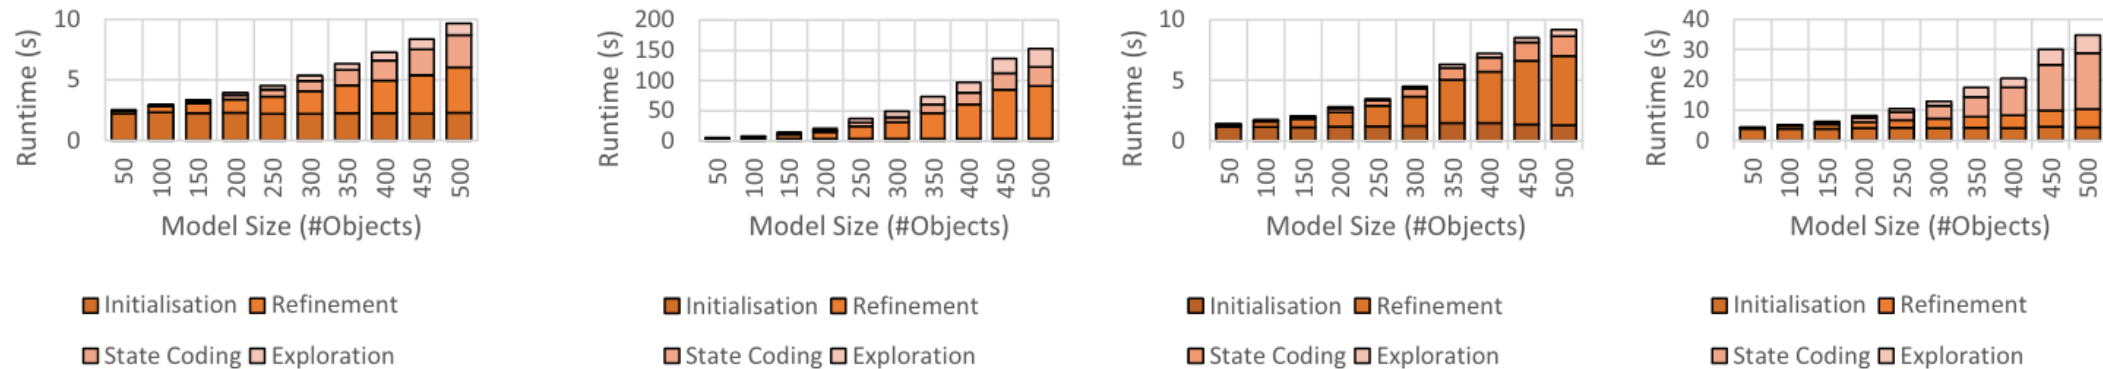 10
5
0
Runtime (s)
50 100 150 200 250 300 350 400 450 500
Model Size (#Objects)
Initialisation Refinement
State Coding Exploration
200
150
100
50
0
Runtime (s)
50 100 150 200 250 300 350 400 450 500
Model Size (#Objects)
Initialisation Refinement
State Coding Exploration
10
5
0
Runtime (s)
50 100 150 200 250 300 350 400 450 500
Model Size (#Objects)
Initialisation Refinement
State Coding Exploration
40
30
20
10
0
Runtime (s)
50 100 150 200 250 300 350 400 450 500
Model Size (#Objects)
Initialisation Refinement
State Coding Exploration